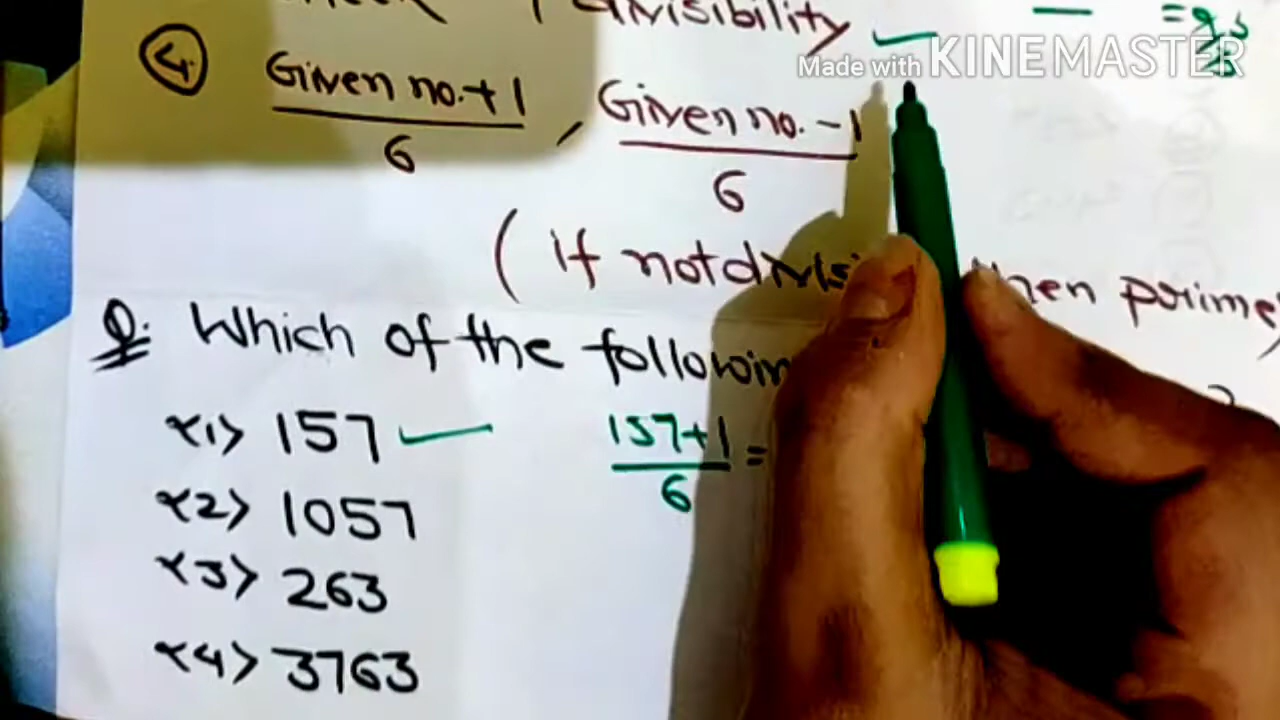 divisibility
Made with KINEMASTER
4. Given no.+1 / 6 , Given no.-1 / 6
( If not then prime
Q. Which of the
<1> 157 157+1 / 6 =
<2> 1057
<3> 263
<4> 3763